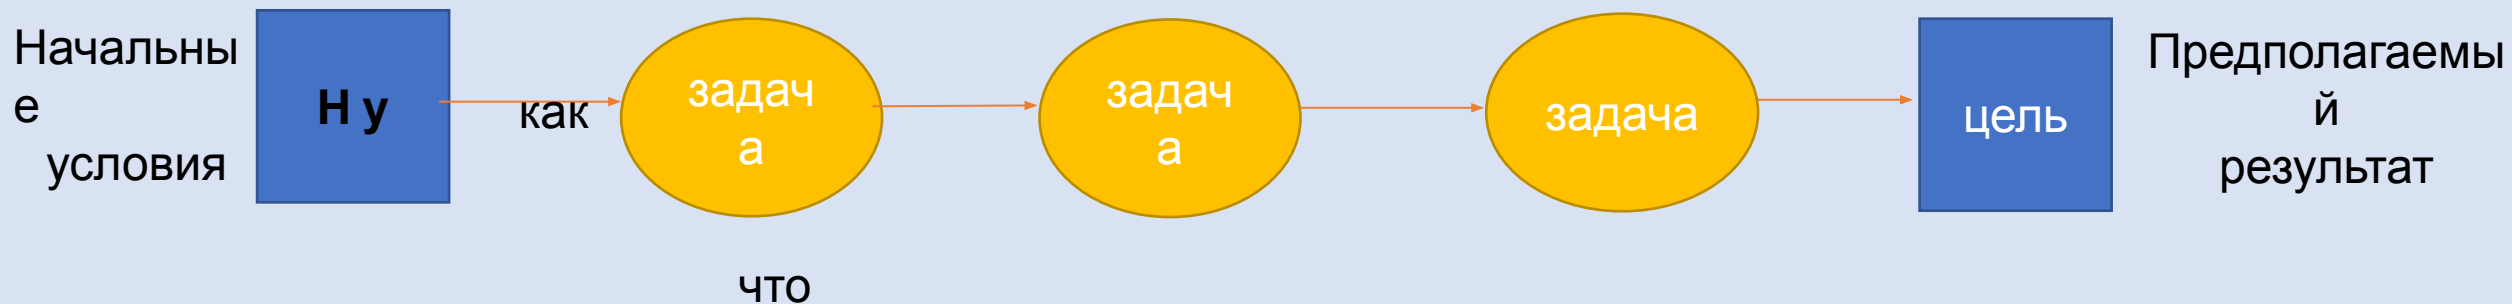 Начальны
е
условия
Н у
как
задач
а
задач
а
задача
цель
Предполагаемы
й
результат
что